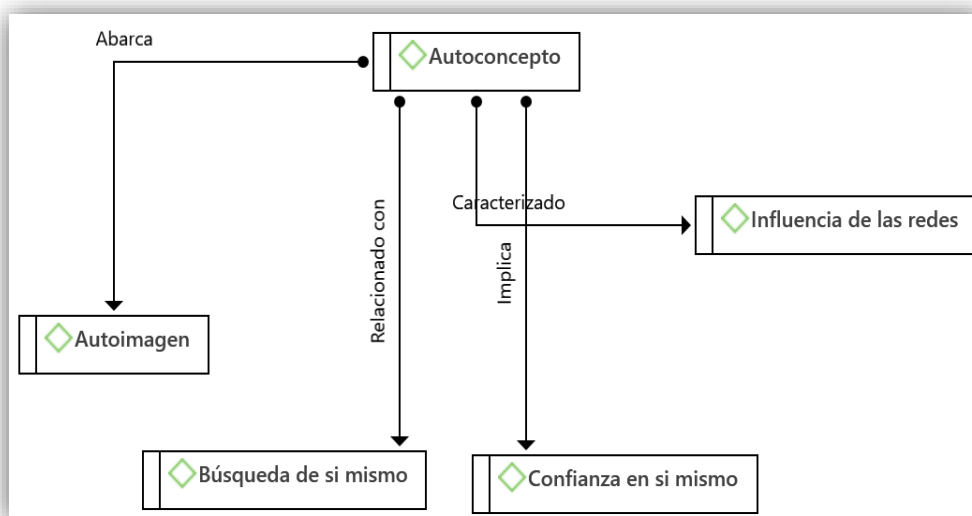 Abarca
Autoconcepto
Relacionado con
Caracterizado
Implica
Influencia de las redes
Autoimagen
Búsqueda de si mismo
Confianza en si mismo